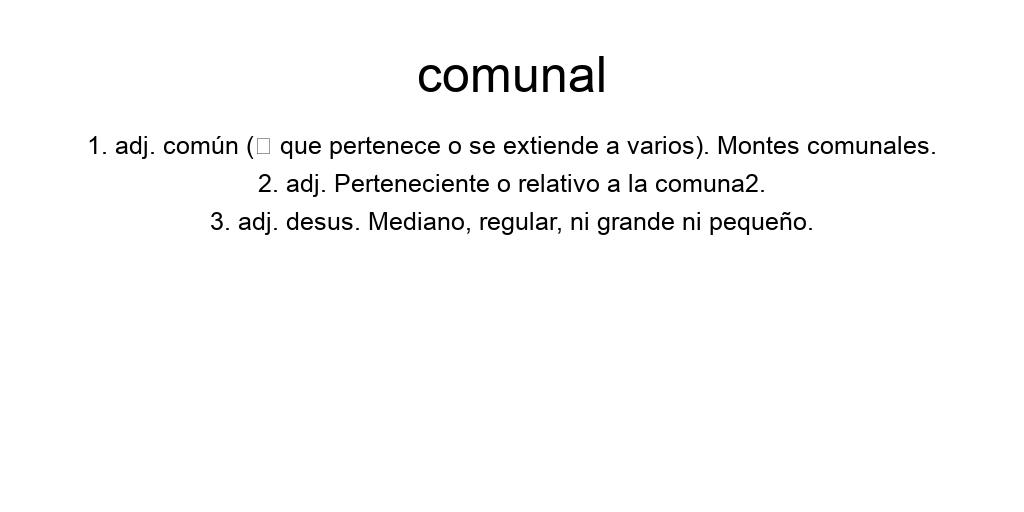 comunal
1. adj. común (□ que pertenece o se extiende a varios). Montes comunales.
2. adj. Perteneciente o relativo a la comuna2.
3. adj. desus. Mediano, regular, ni grande ni pequeño.